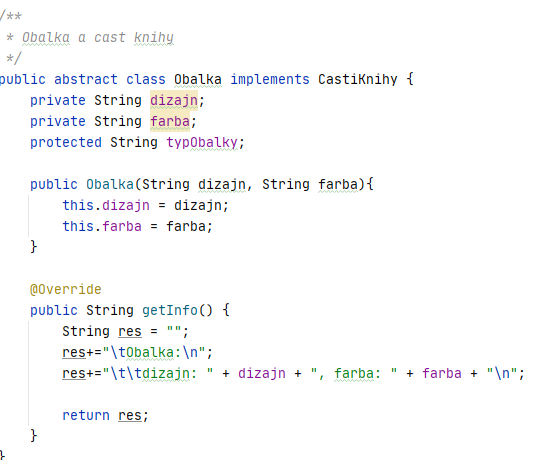 /**
 * Obalka a cast knihy
 */
public abstract class Obalka implements CastiKnihy {
    private String dizajn;
    private String farba;
    protected String typObalky;

    public Obalka(String dizajn, String farba){
        this.dizajn = dizajn;
        this.farba = farba;
    }

    @Override
    public String getInfo() {
        String res = "";
        res+="\tObalka:\n";
        res+="\t\tdizajn: " + dizajn + ", farba: " + farba + "\n";

        return res;
    }
}